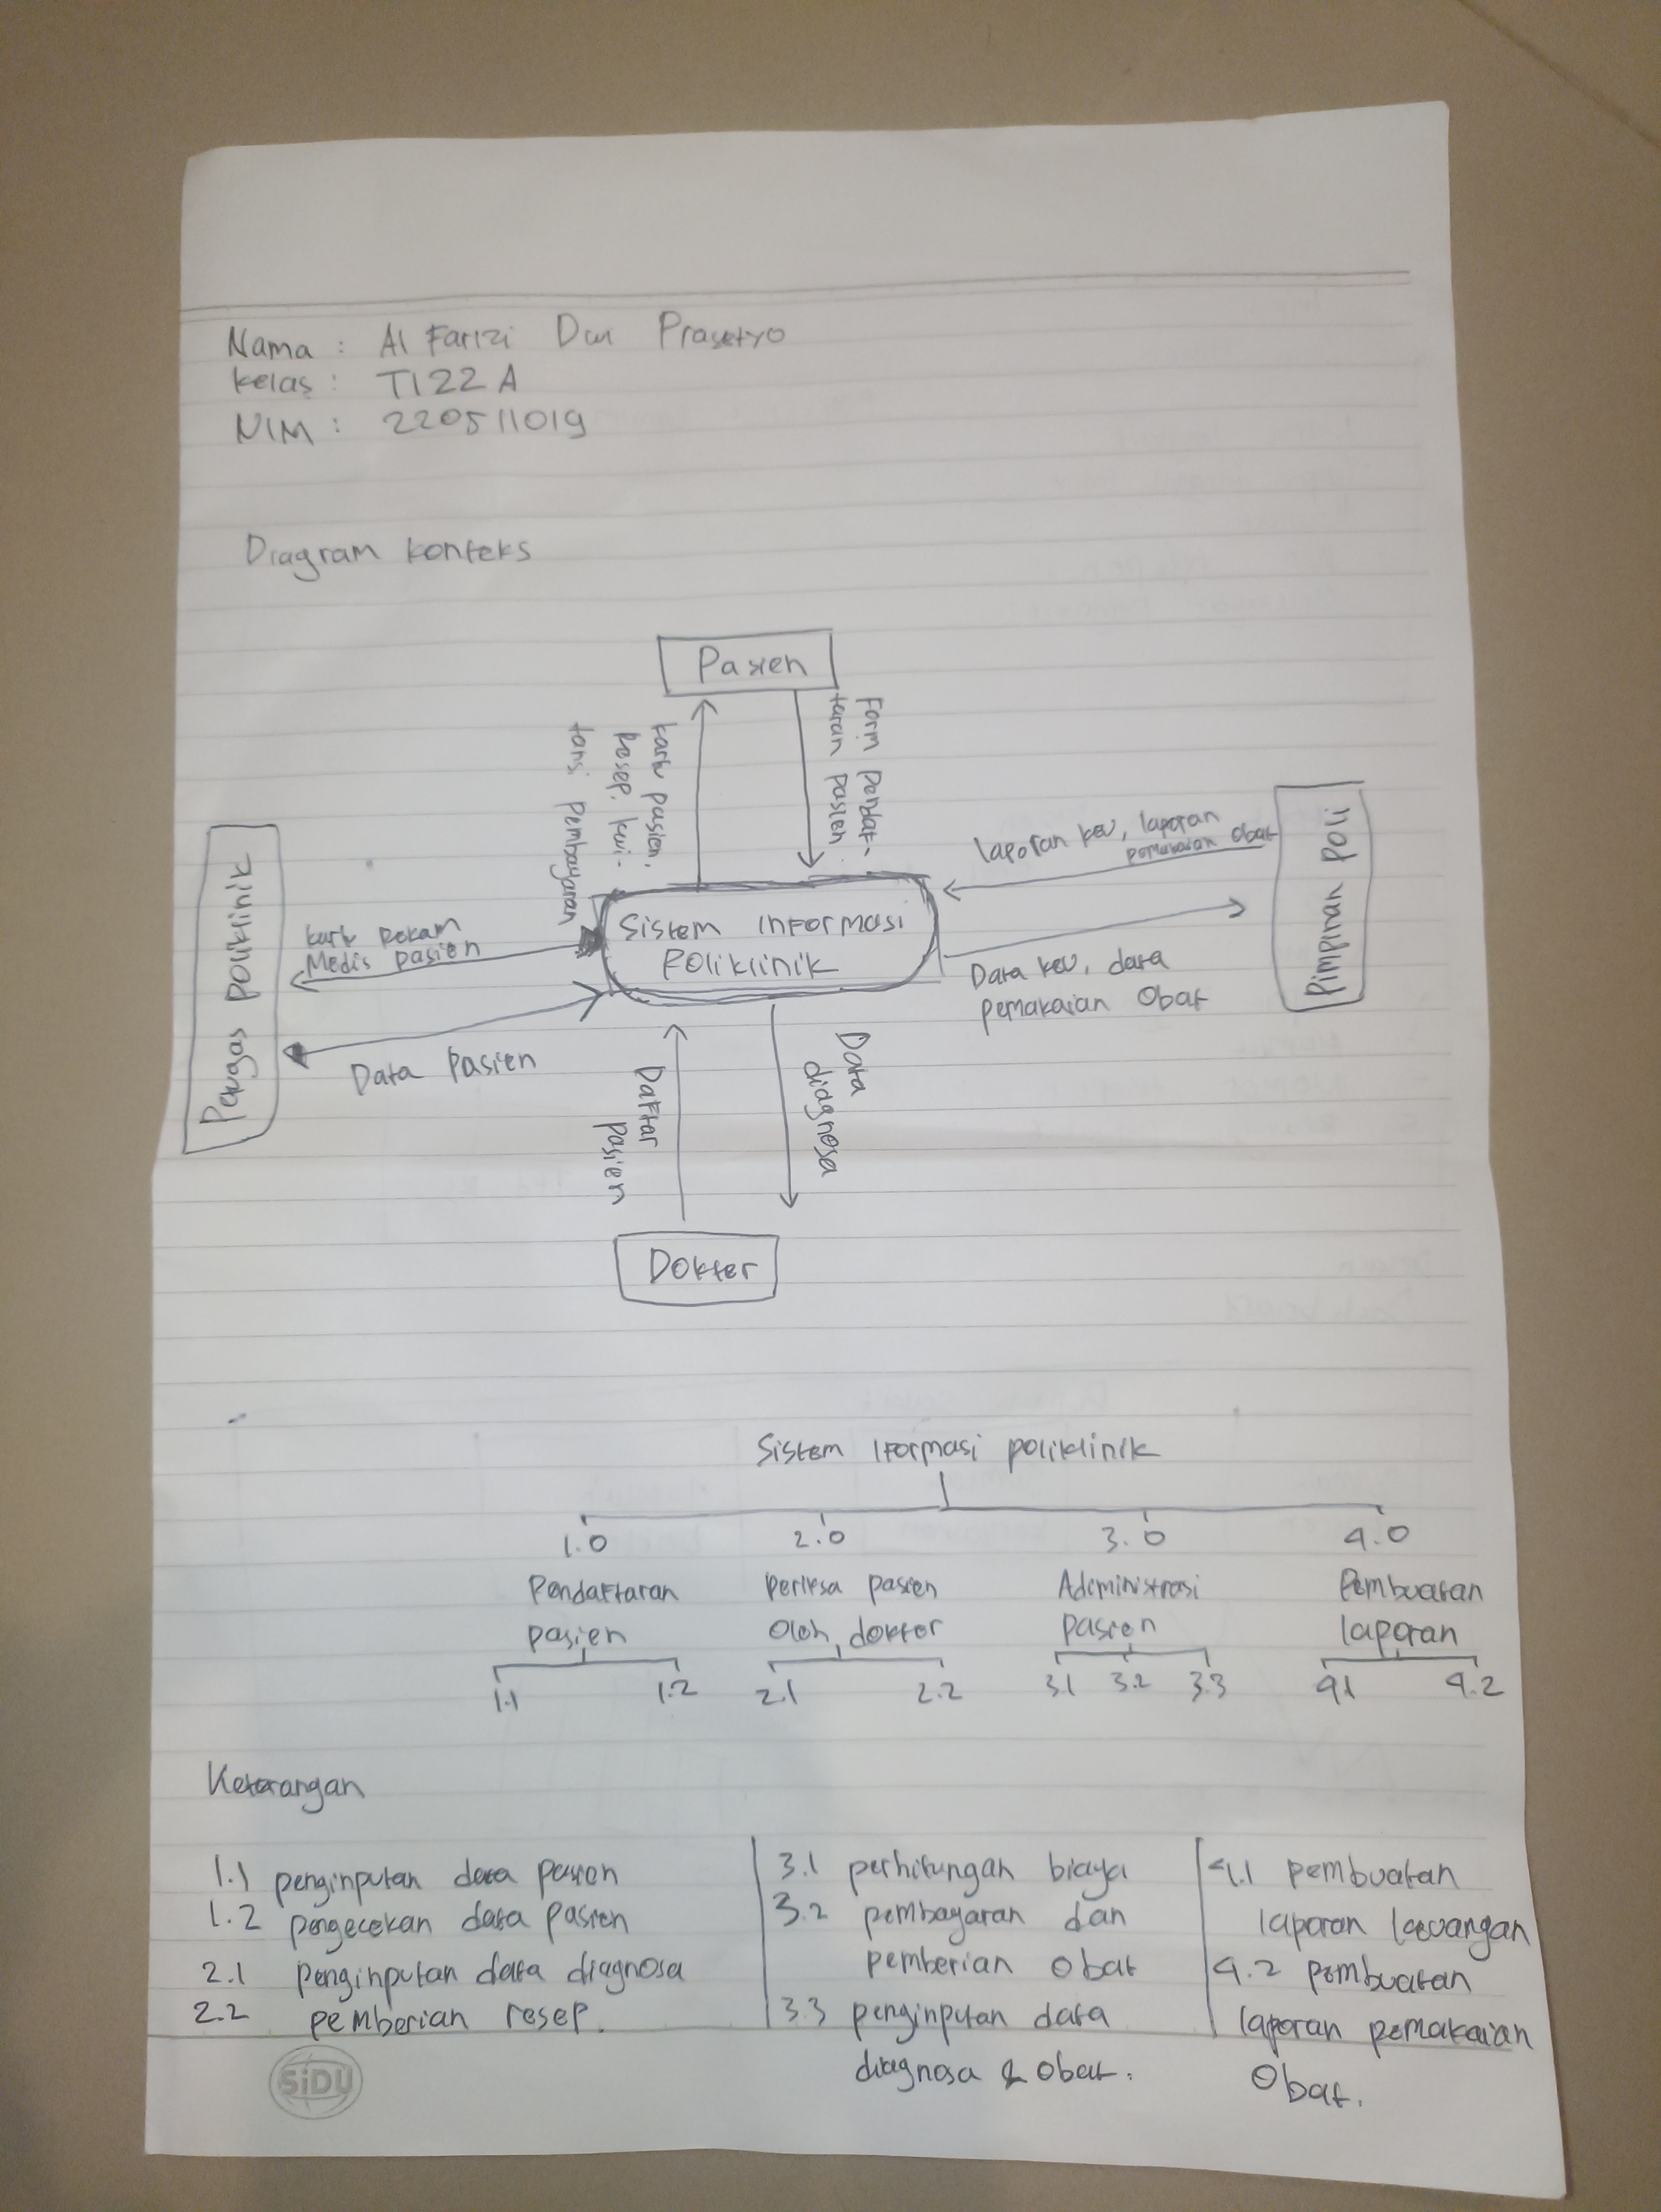 Nama : Al Farizi Dwi Prasetyo
Kelas : TI22A
NIM : 220511019
Diagram konteks
Pasien
kartu pasien,
Resep, kwi-
tansi pembayaran
Form Pendaf-
taran pasien
laporan keu, laporan
pemakaian obat
Pimpinan Poli
Petugas poliklinik
kartu Rekam
Medis pasien
Sistem Informasi
Poliklinik
Data keu, data
pemakaian Obat
Data Pasien
Daftar
pasien
Data
diagnosa
Dokter
Sistem Iformasi poliklinik
1.0 2.0 3.0 4.0
Pendaftaran Periksa pasien Adiministrasi Pembuatan
pasien oleh dokter pasien laporan
1.1 1.2 2.1 2.2 3.1 3.2 3.3 4.1 4.2
Keterangan
1.1 penginputan data pasien
1.2 pengecekan data pasien
2.1 Penginputan data diagnosa
2.2 pemberian resep.
3.1 perhitungan biaya
3.2 pembayaran dan
pemberian obat
3.3 penginputan data
diagnosa & obat.
4.1 pembuatan
laporan keuangan
4.2 pembuatan
laporan pemakaian
Obat.
SiDU